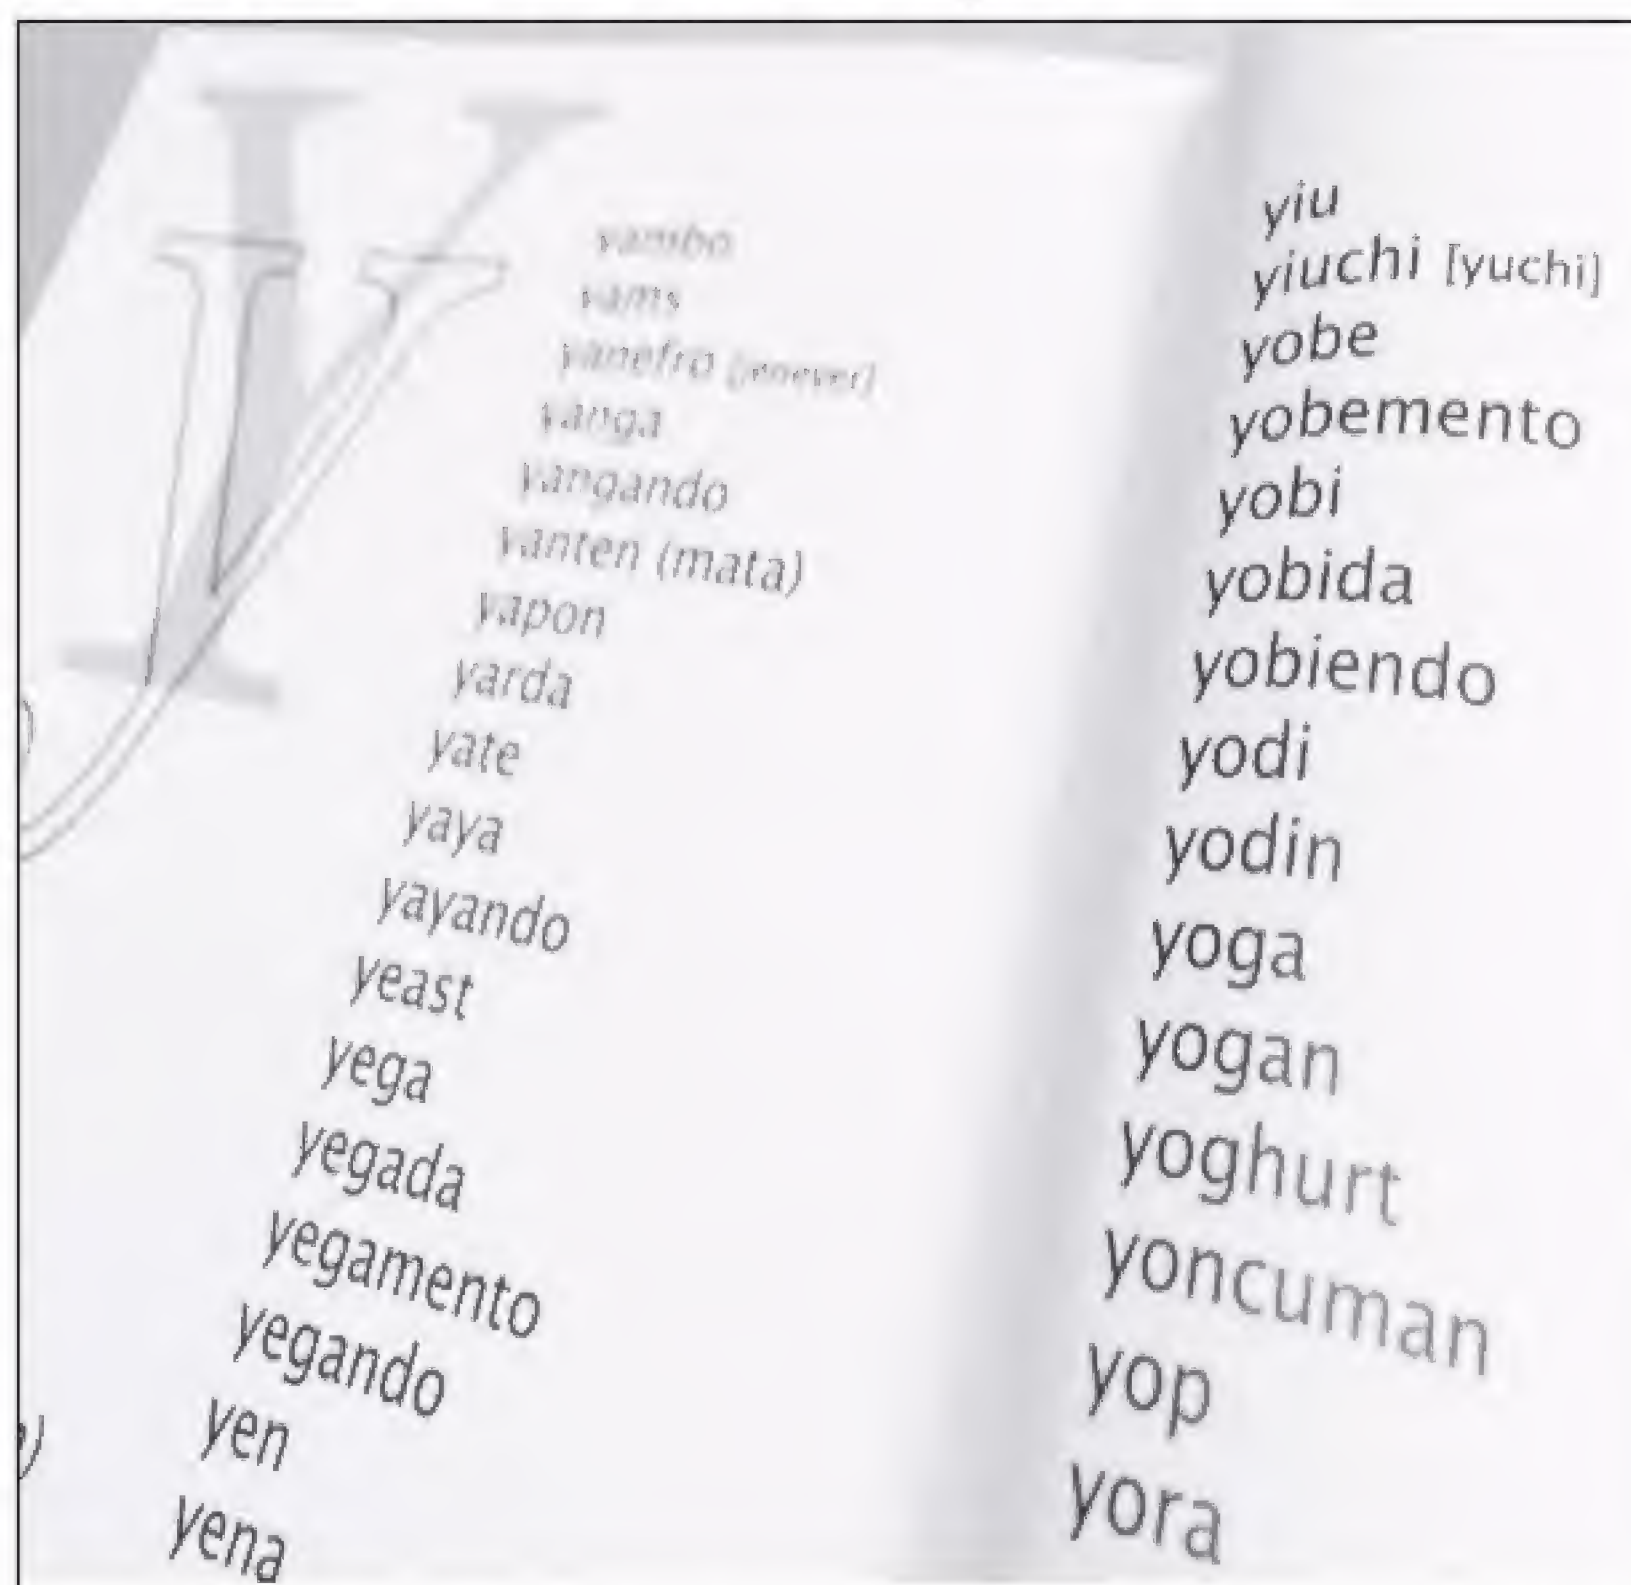 Y
y
yambo
yams
yanefro [jenever]
yanga
yangando
yanten (mata)
yapon
yarda
yate
yaya
yayando
yeast
yega
yegada
yegamento
yegando
yen
yena
yiu
yiuchi [yuchi]
yobe
yobemento
yobi
yobida
yobiendo
yodi
yodin
yoga
yogan
yoghurt
yoncuman
yop
yora